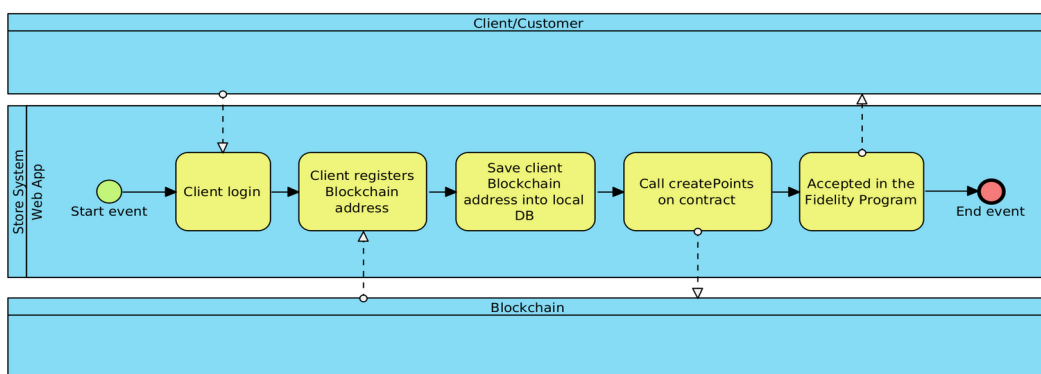 Client/Customer
Store System
Web App
Start event
Client login
Client registers
Blockchain
address
Save client
Blockchain
address into local
DB
Call createPoints
on contract
Accepted in the
Fidelity Program
End event
Blockchain